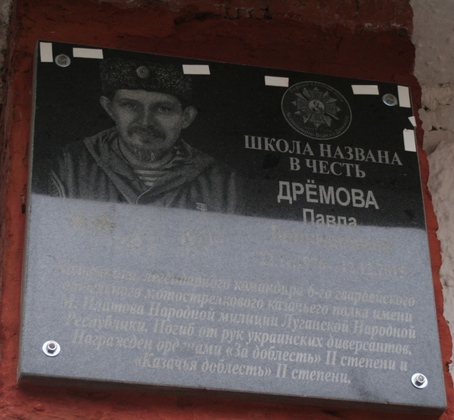 ШКОЛА НАЗВАНА
В ЧЕСТЬ
ДРЁМОВА
Павла
легендарного командира 6-го гвардейского
мотострелкового казачьего полка имени
М. Платова Народной милиции Луганской Народной
Республики. Погиб от рук украинских диверсантов.
Награжден орденами «За доблесть» II степени и
«Казачья доблесть» II степени.